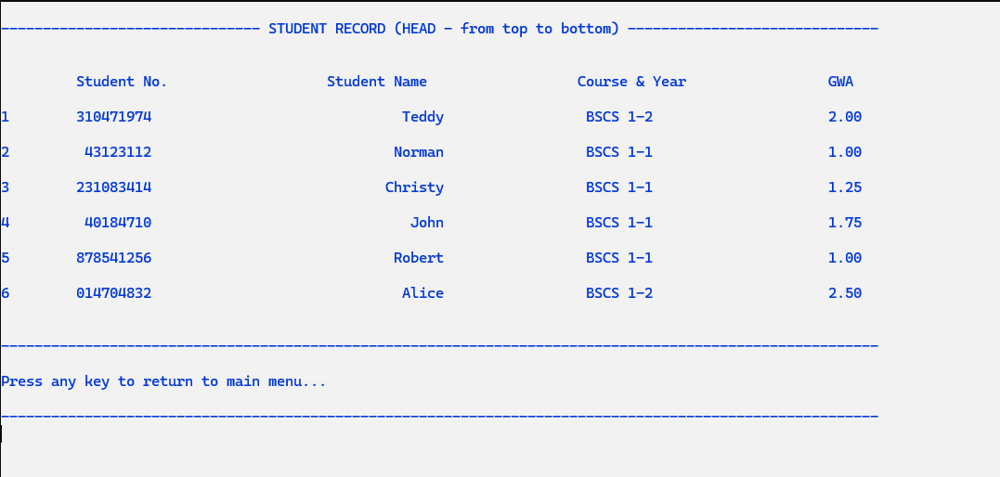 ------------------------------- STUDENT RECORD (HEAD - from top to bottom) ------------------------------
Student No. Student Name Course & Year GWA
1 310471974 Teddy BSCS 1-2 2.00
2 43123112 Norman BSCS 1-1 1.00
3 231083414 Christy BSCS 1-1 1.25
4 40184710 John BSCS 1-1 1.75
5 878541256 Robert BSCS 1-1 1.00
6 014704832 Alice BSCS 1-2 2.50
---------------------------------------------------------------------------------------------------------
Press any key to return to main menu...
---------------------------------------------------------------------------------------------------------